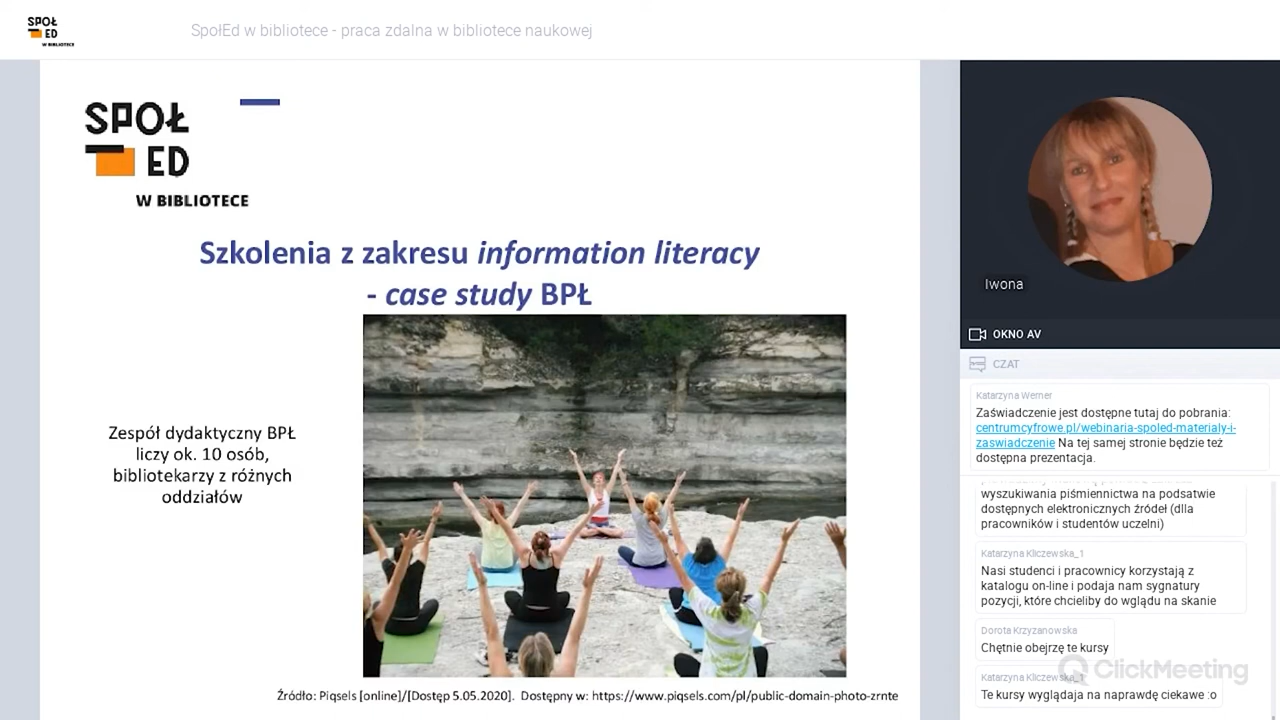 SPOŁ
ED
W BIBLIOTECE
SpołEd w bibliotece - praca zdalna w bibliotece naukowej
SPOŁ
ED
W BIBLIOTECE
Szkolenia z zakresu information literacy
- case study BPŁ
Zespół dydaktyczny BPŁ
liczy ok. 10 osób,
bibliotekarzy z różnych
oddziałów
Źródło: Piqsels [online]/[Dostęp 5.05.2020]. Dostępny w: https://www.piqsels.com/pl/public-domain-photo-zrnte
Iwona
OKNO AV
CZAT
Katarzyna Werner
Zaświadczenie jest dostępne tutaj do pobrania:
centrumcyfrowe.pl/webinaria-spoled-materialy-i-
zaswiadczenie Na tej samej stronie będzie też
dostępna prezentacja.
wyszukiwania piśmiennictwa na podsatwie
dostępnych elektronicznych źródeł (dlla
pracowników i studentów uczelni)
Katarzyna Kliczewska_1
Nasi studenci i pracownicy korzystają z
katalogu on-line i podaja nam sygnatury
pozycji, które chcieliby do wglądu na skanie
Dorota Krzyżanowska
Chętnie obejrzę te kursy
ClickMeeting
Katarzyna Kliczewska_1
Te kursy wyglądaja na naprawdę ciekawe :o